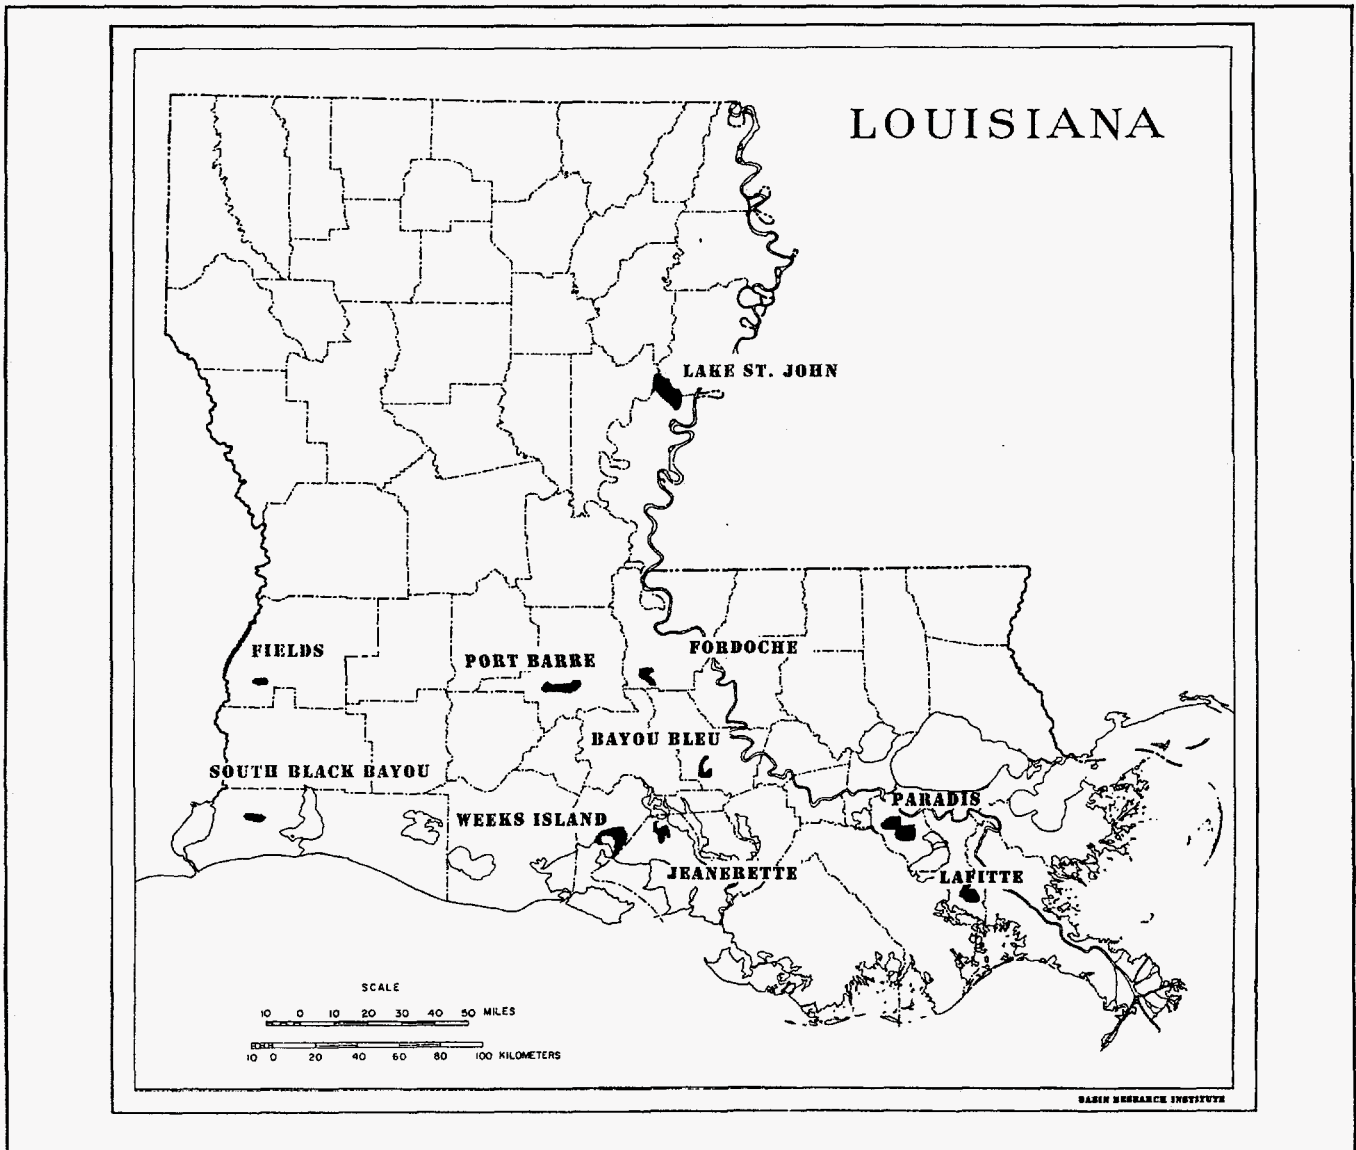 LOUISIANA
LAKE ST. JOHN
FIELDS
PORT BARRE
FORDOCHE
BAYOU BLEU
SOUTH BLACK BAYOU
PARADIS
WEEKS ISLAND
JEANERETTE
LAFITTE
SCALE
10 0 10 20 30 40 50 MILES
10 0 20 40 60 80 100 KILOMETERS
BASIN RESEARCH INSTITUTE